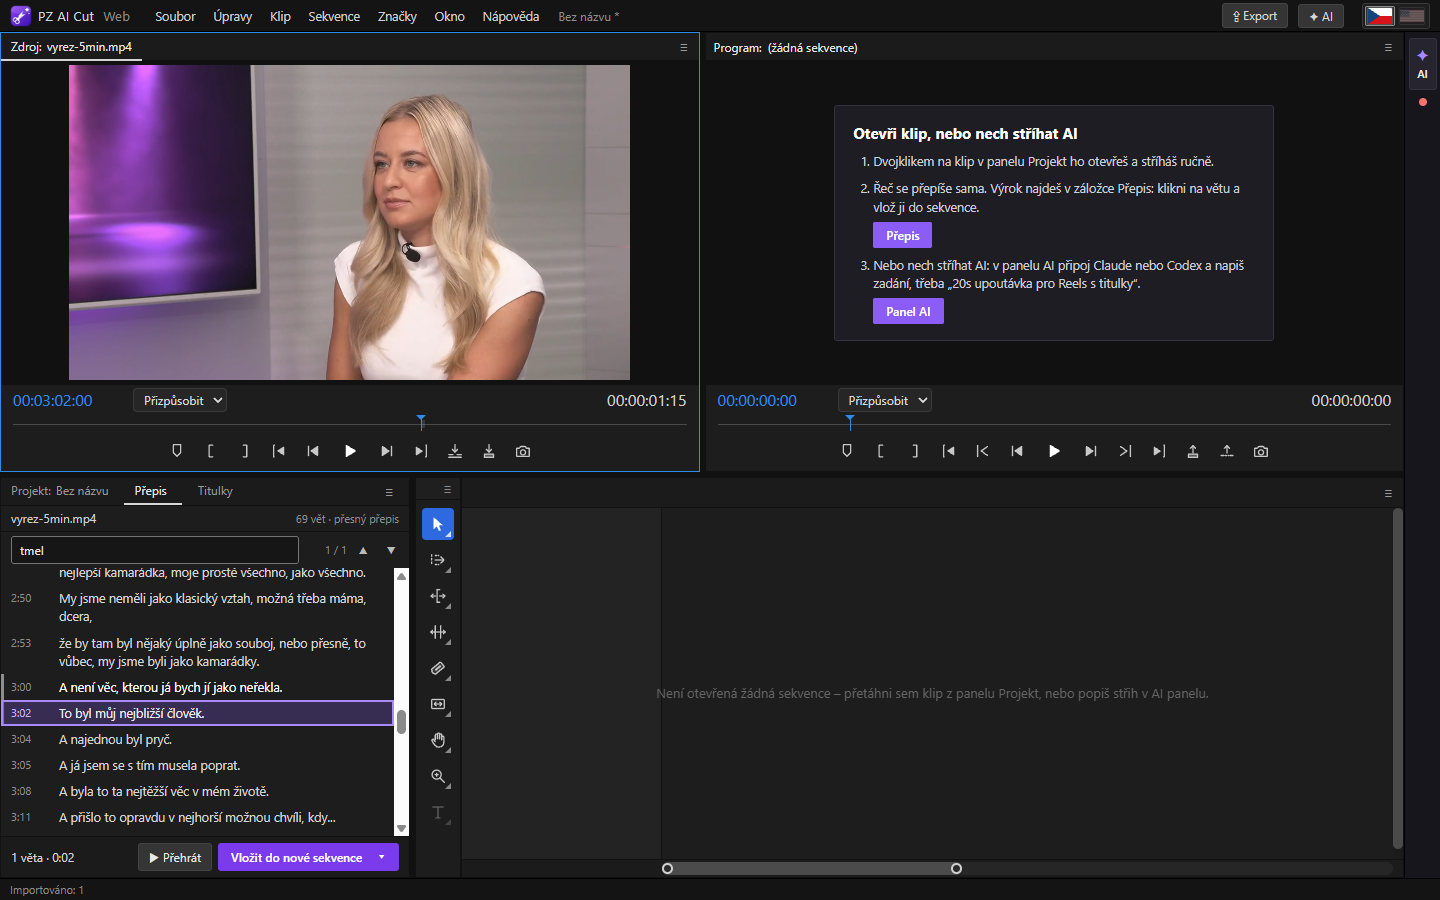 PZ AI Cut Web Soubor Úpravy Klip Sekvence Značky Okno Nápověda Bez názvu * Export AI
Zdroj: vyrez-5min.mp4
Program: (žádná sekvence)
AI
Otevři klip, nebo nech stříhat AI
1. Dvojklikem na klip v panelu Projekt ho otevřeš a stříháš ručně.
2. Řeč se přepíše sama. Výrok najdeš v záložce Přepis: klikni na větu a
vlož ji do sekvence.
Přepis
3. Nebo nech stříhat AI: v panelu AI připoj Claude nebo Codex a napiš
zadání, třeba „20s upoutávka pro Reels s titulky“.
Panel AI
00:03:02:00 Přizpůsobit 00:00:01:15
00:00:00:00 Přizpůsobit 00:00:00:00
Projekt: Bez názvu Přepis Titulky
vyrez-5min.mp4 69 vět · přesný přepis
tmel 1 / 1
nejlepší kamarádka, moje prostě všechno, jako všechno.
2:50 My jsme neměli jako klasický vztah, možná třeba máma,
dcera,
2:53 že by tam byl nějaký úplně jako souboj, nebo přesně, to
vůbec, my jsme byli jako kamarádky.
3:00 A není věc, kterou já bych jí jako neřekla.
3:02 To byl můj nejbližší člověk.
3:04 A najednou byl pryč.
3:05 A já jsem se s tím musela poprat.
3:08 A byla to ta nejtěžší věc v mém životě.
3:11 A přišlo to opravdu v nejhorší možnou chvíli, kdy...
1 věta · 0:02 Přehrát Vložit do nové sekvence
Není otevřená žádná sekvence – přetáhni sem klip z panelu Projekt, nebo popiš střih v AI panelu.
Importováno: 1